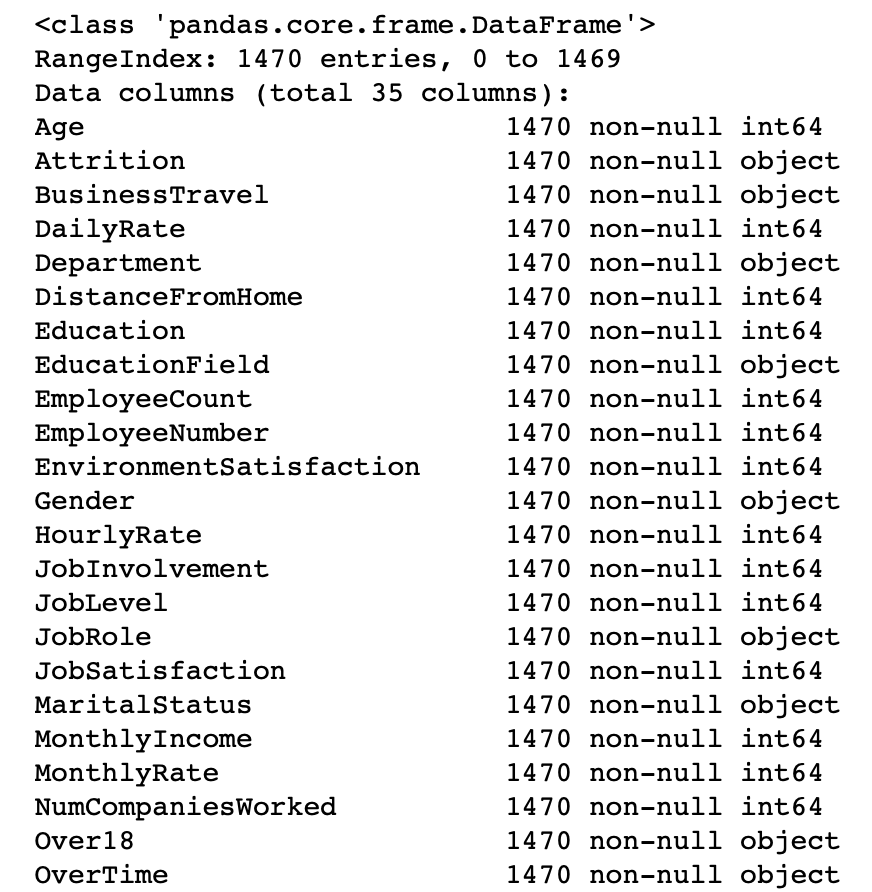 <class 'pandas.core.frame.DataFrame'>
RangeIndex: 1470 entries, 0 to 1469
Data columns (total 35 columns):
Age 1470 non-null int64
Attrition 1470 non-null object
BusinessTravel 1470 non-null object
DailyRate 1470 non-null int64
Department 1470 non-null object
DistanceFromHome 1470 non-null int64
Education 1470 non-null int64
EducationField 1470 non-null object
EmployeeCount 1470 non-null int64
EmployeeNumber 1470 non-null int64
EnvironmentSatisfaction 1470 non-null int64
Gender 1470 non-null object
HourlyRate 1470 non-null int64
JobInvolvement 1470 non-null int64
JobLevel 1470 non-null int64
JobRole 1470 non-null object
JobSatisfaction 1470 non-null int64
MaritalStatus 1470 non-null object
MonthlyIncome 1470 non-null int64
MonthlyRate 1470 non-null int64
NumCompaniesWorked 1470 non-null int64
Over18 1470 non-null object
OverTime 1470 non-null object